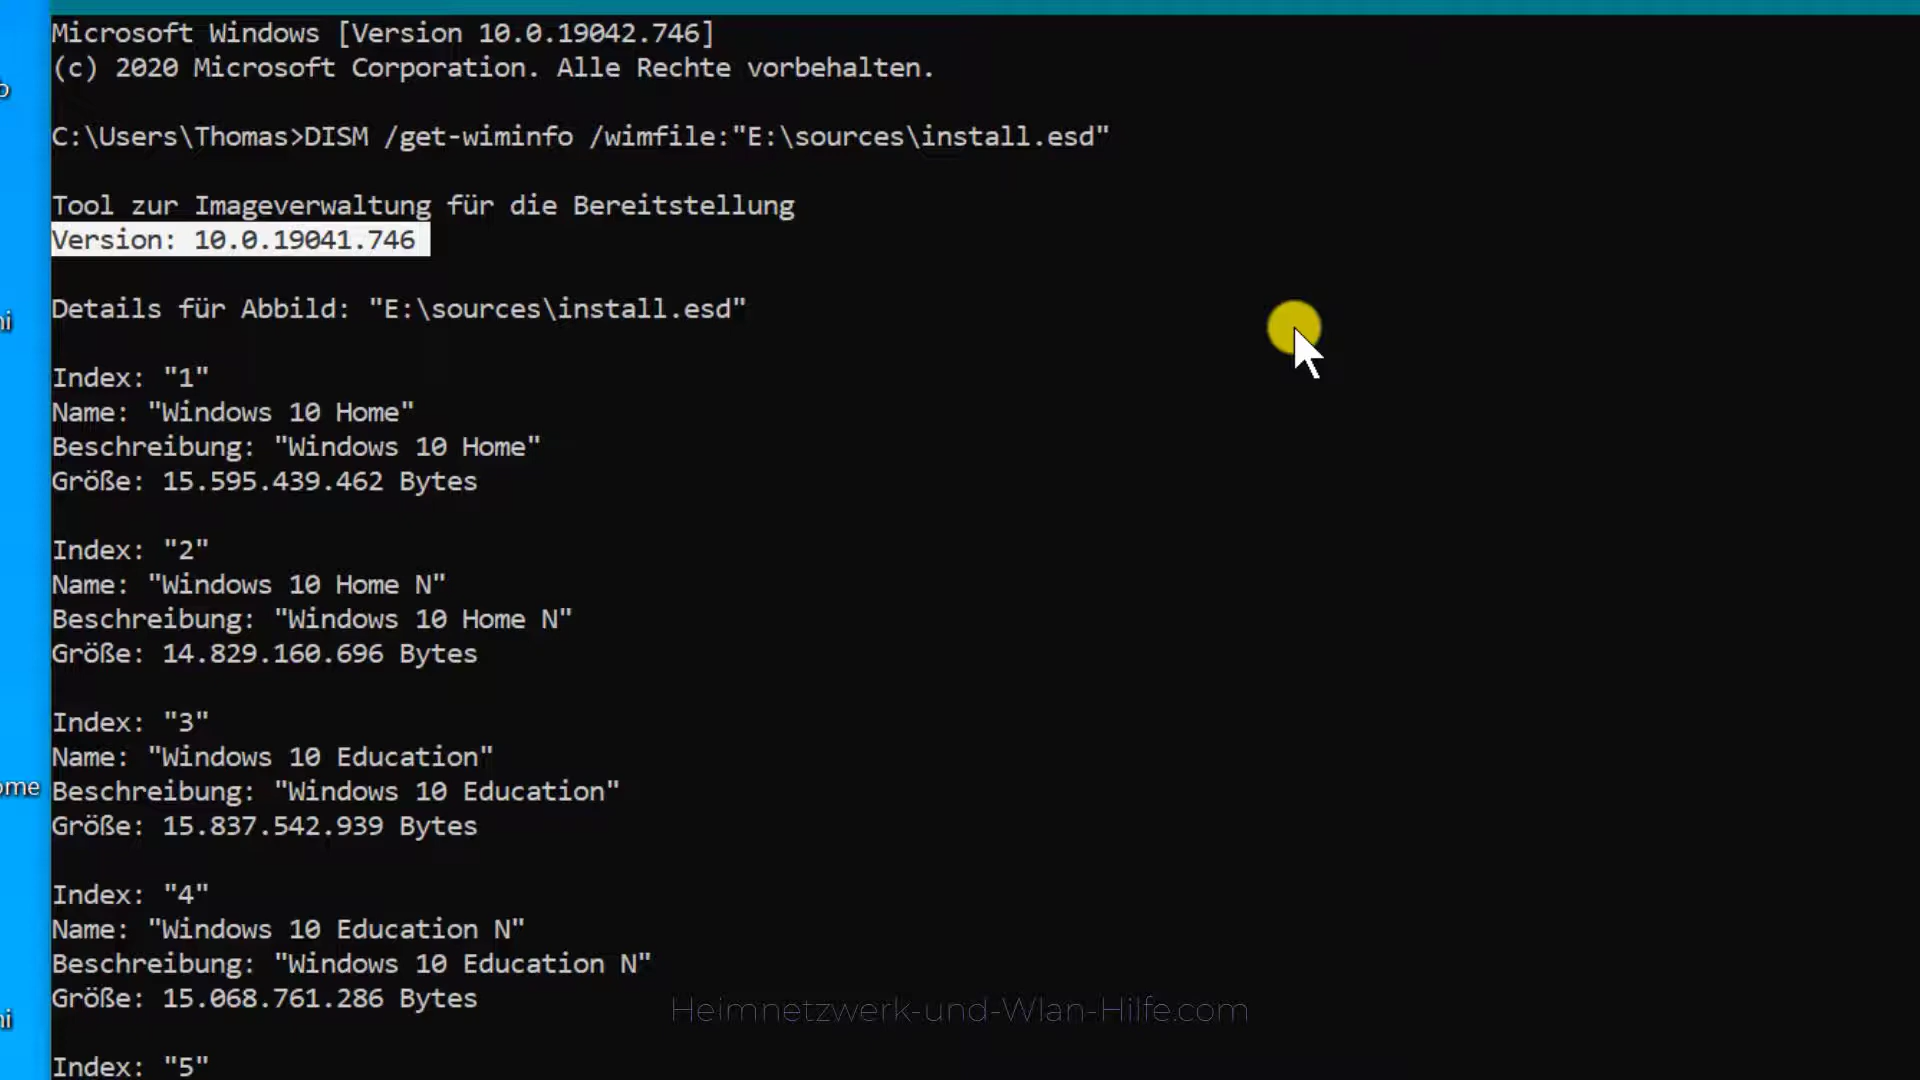 Microsoft Windows [Version 10.0.19042.746]
(c) 2020 Microsoft Corporation. Alle Rechte vorbehalten.
C:\Users\Thomas>DISM /get-wiminfo /wimfile:"E:\sources\install.esd"
Tool zur Imageverwaltung für die Bereitstellung
Version: 10.0.19041.746
Details für Abbild: "E:\sources\install.esd"
Index: "1"
Name: "Windows 10 Home"
Beschreibung: "Windows 10 Home"
Größe: 15.595.439.462 Bytes
Index: "2"
Name: "Windows 10 Home N"
Beschreibung: "Windows 10 Home N"
Größe: 14.829.160.696 Bytes
Index: "3"
Name: "Windows 10 Education"
Beschreibung: "Windows 10 Education"
Größe: 15.837.542.939 Bytes
Index: "4"
Name: "Windows 10 Education N"
Beschreibung: "Windows 10 Education N"
Größe: 15.068.761.286 Bytes
Heimnetzwerk-und-Wlan-Hilfe.com
Index: "5"